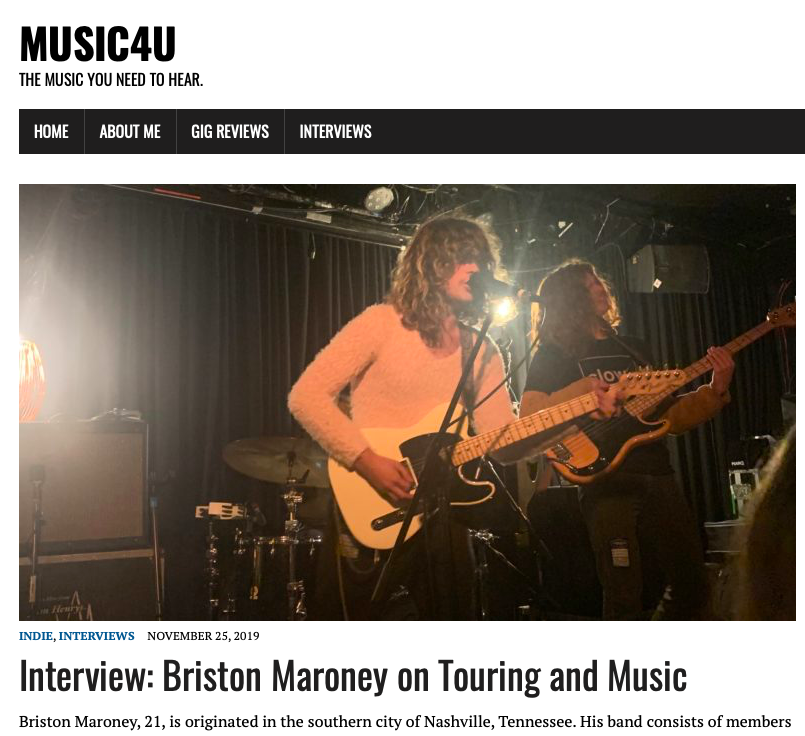 MUSIC4U
THE MUSIC YOU NEED TO HEAR.
HOME ABOUT ME GIG REVIEWS INTERVIEWS
slow
INDIE, INTERVIEWS NOVEMBER 25, 2019
Interview: Briston Maroney on Touring and Music
Briston Maroney, 21, is originated in the southern city of Nashville, Tennessee. His band consists of members